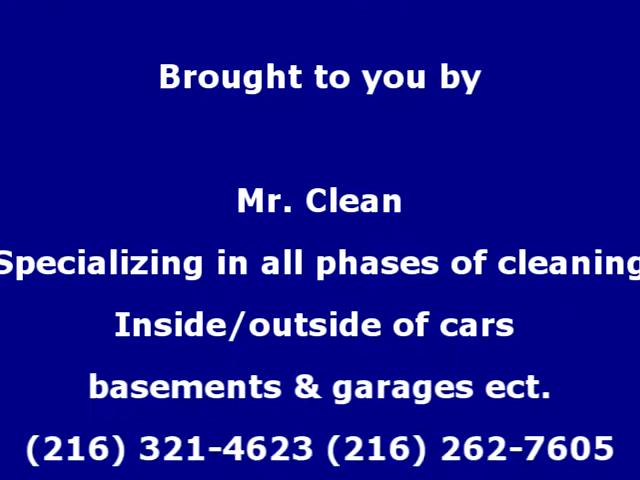 Brought to you by
Mr. Clean
Specializing in all phases of cleaning
Inside/outside of cars
basements & garages ect.
(216) 321-4623 (216) 262-7605